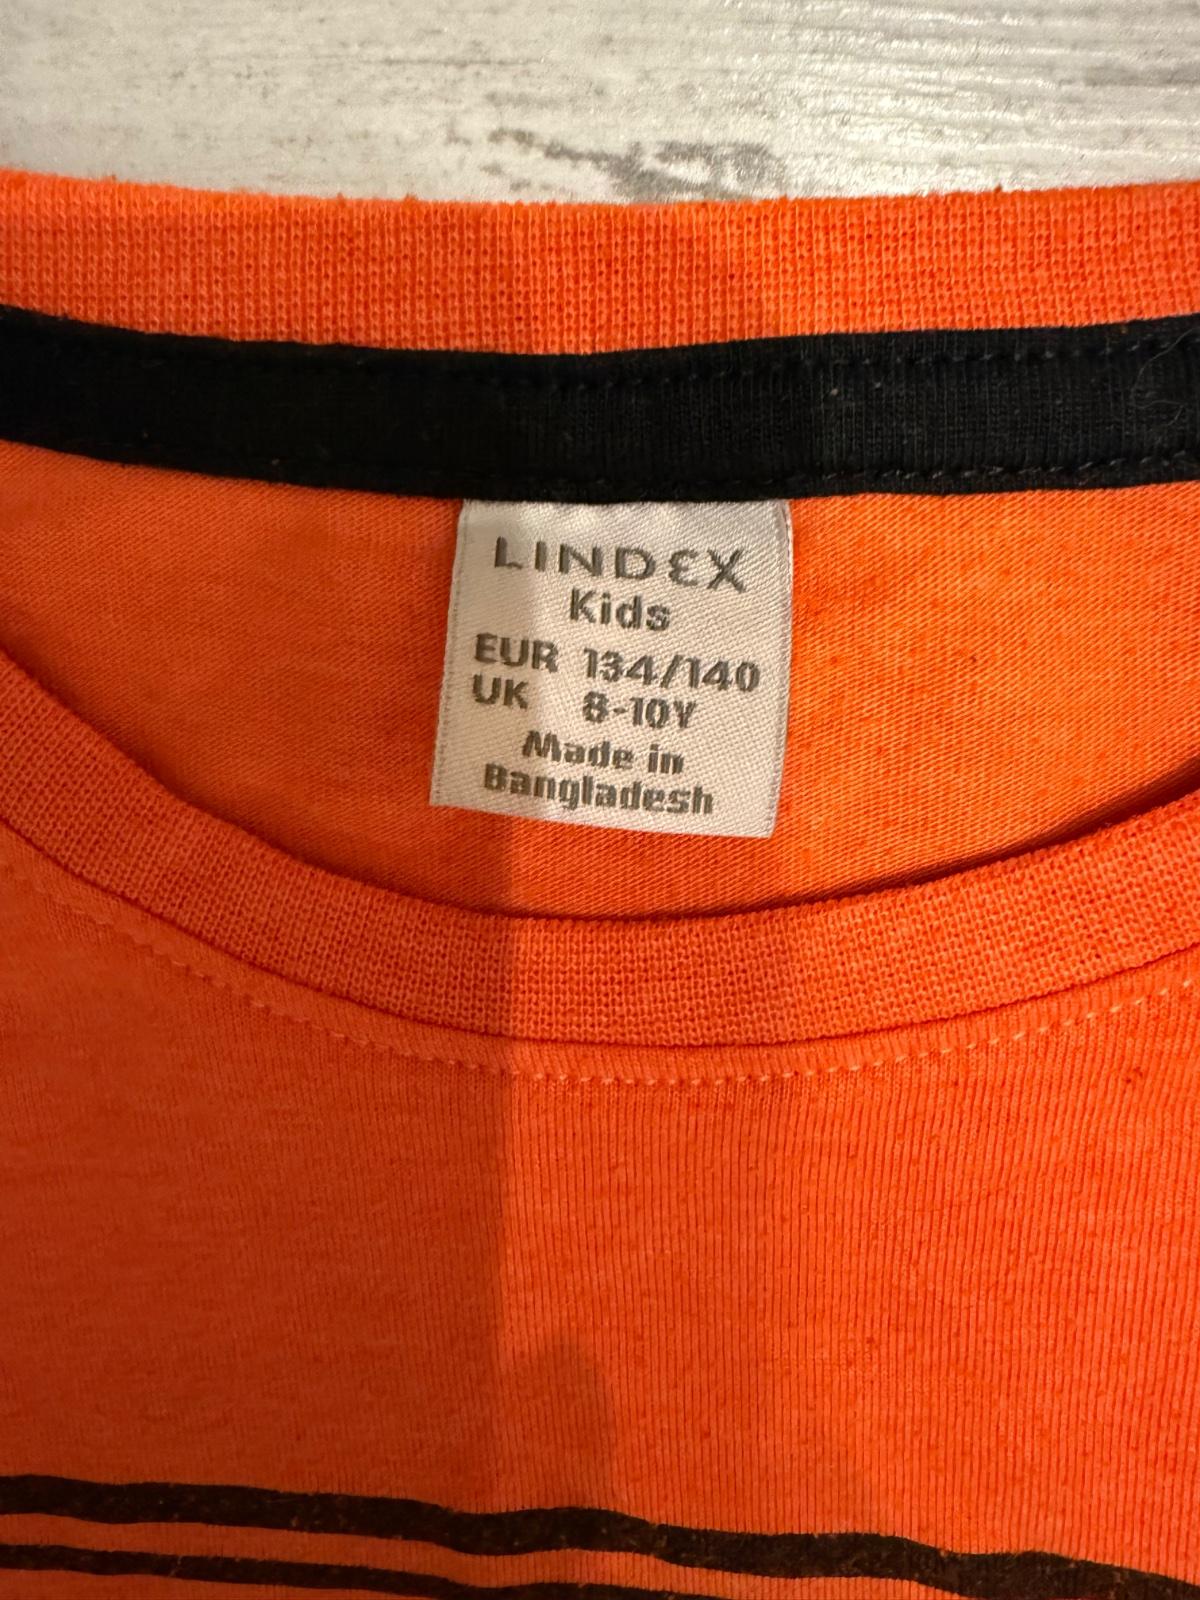 LINDEX
Kids
EUR 134/140
UK 8-10Y
Made in
Bangladesh